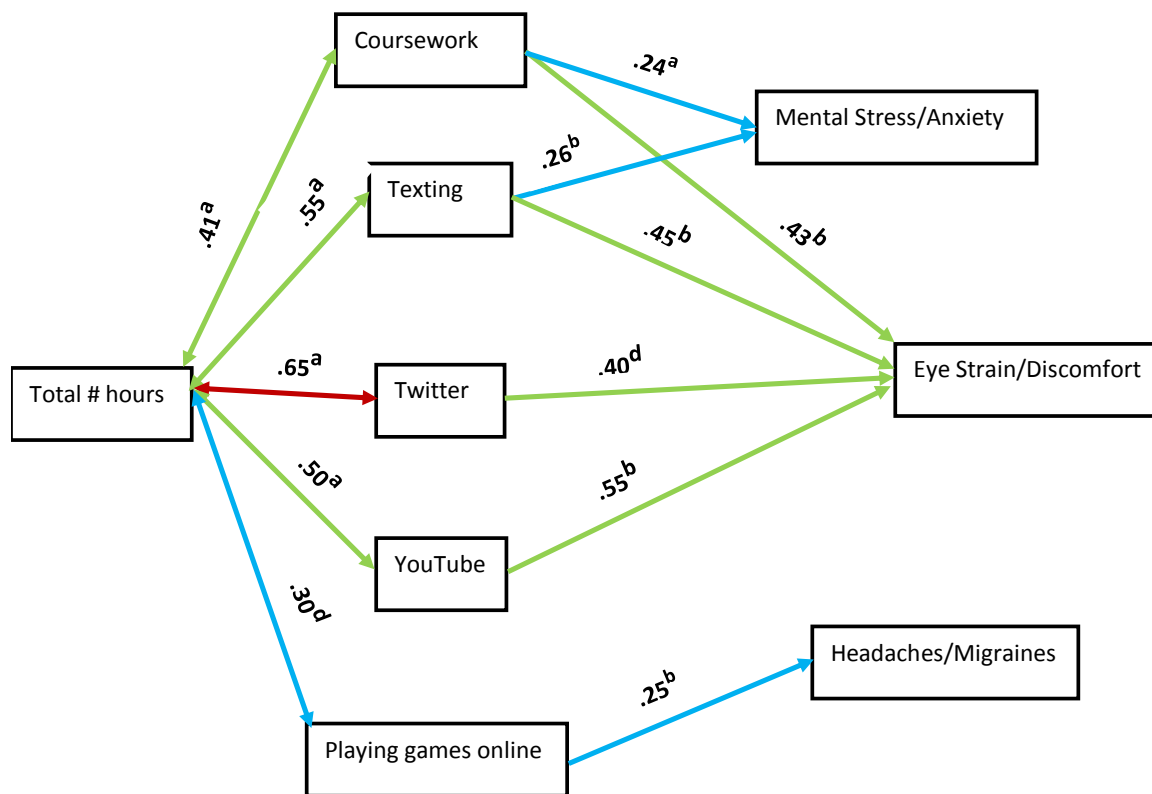 Coursework
.24ᵃ
Mental Stress/Anxiety
.26ᵇ
Texting
.41ᵃ
.55ᵃ
.45ᵇ
.43ᵇ
Total # hours
.65ᵃ
Twitter
.40ᵈ
Eye Strain/Discomfort
.50ᵃ
.55ᵇ
YouTube
.30ᵈ
Headaches/Migraines
.25ᵇ
Playing games online